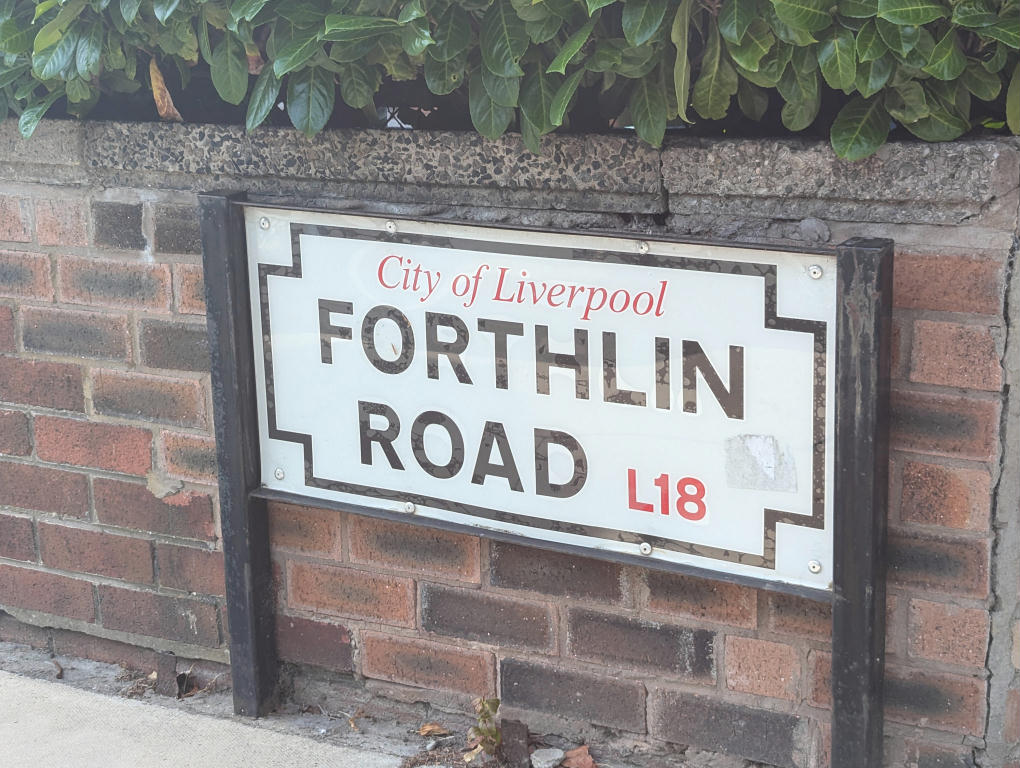 City of Liverpool
FORTHLIN
ROAD
L18